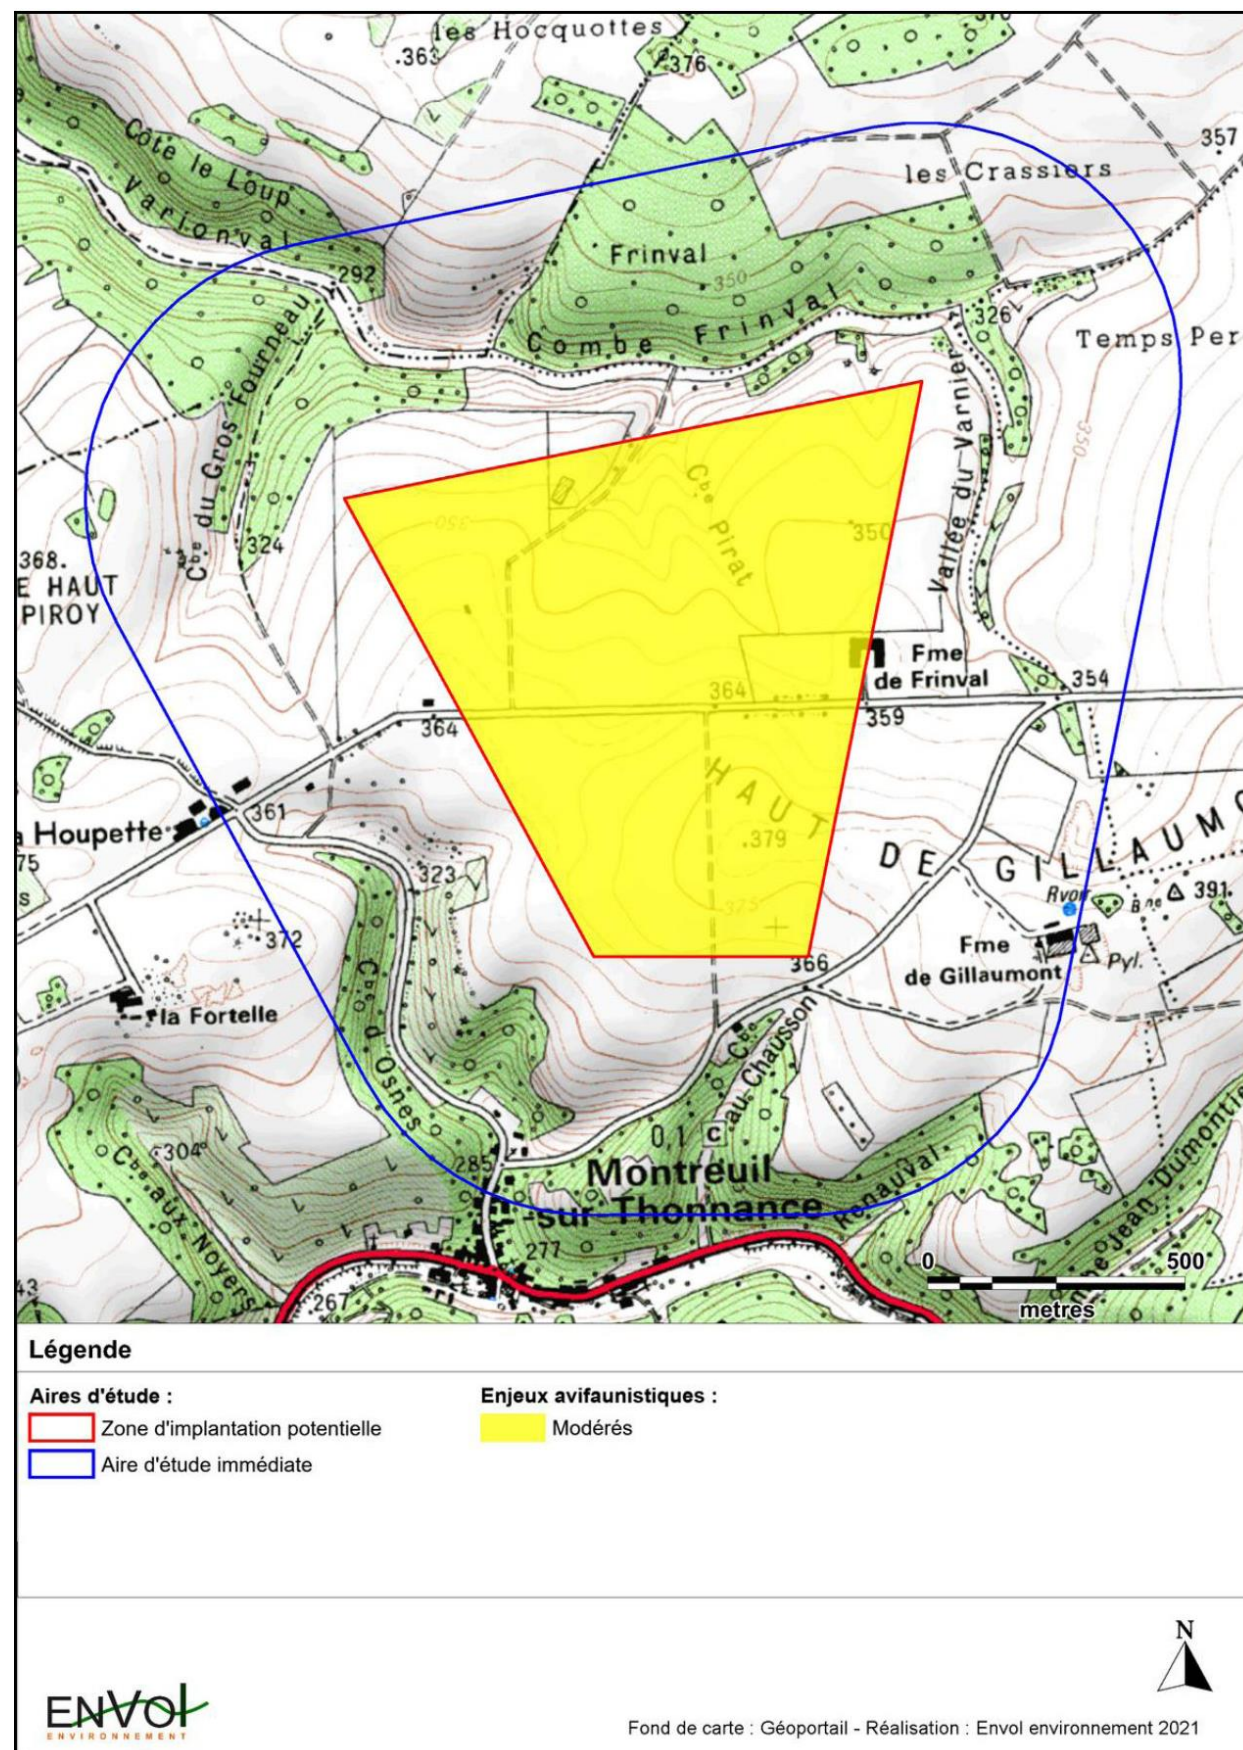 les Hocquottes
.363
376
357
Côte le Loup
les Crassiers
Varionval
292
Frinval
350
Combe Frinval
326
Temps Per
Cbe du Gros Fourneau
Vallée du Varnier
350
Cbe Pirat
350
350
324
368.
E HAUT
PIROY
Fme
de Frinval
354
364
364
359
361
a Houpette
75
s
HAUT DE GILLAUMO
.379
323
375
Rvoir
Bne
391.
372
366
Fme
de Gillaumont
Pyl.
la Fortelle
Cbe d'Osnes
Cbe au Chausson
0,1
C
304
285
Montreuil
-sur-Thonnance
Renauval
Cbe aux Noyers
277
be Jean Dumontie
43
267
0
500
metres
Légende
Aires d'étude :
Enjeux avifaunistiques :
Zone d'implantation potentielle
Modérés
Aire d'étude immédiate
N
ENVOl
ENVIRONNEMENT
Fond de carte : Géoportail - Réalisation : Envol environnement 2021